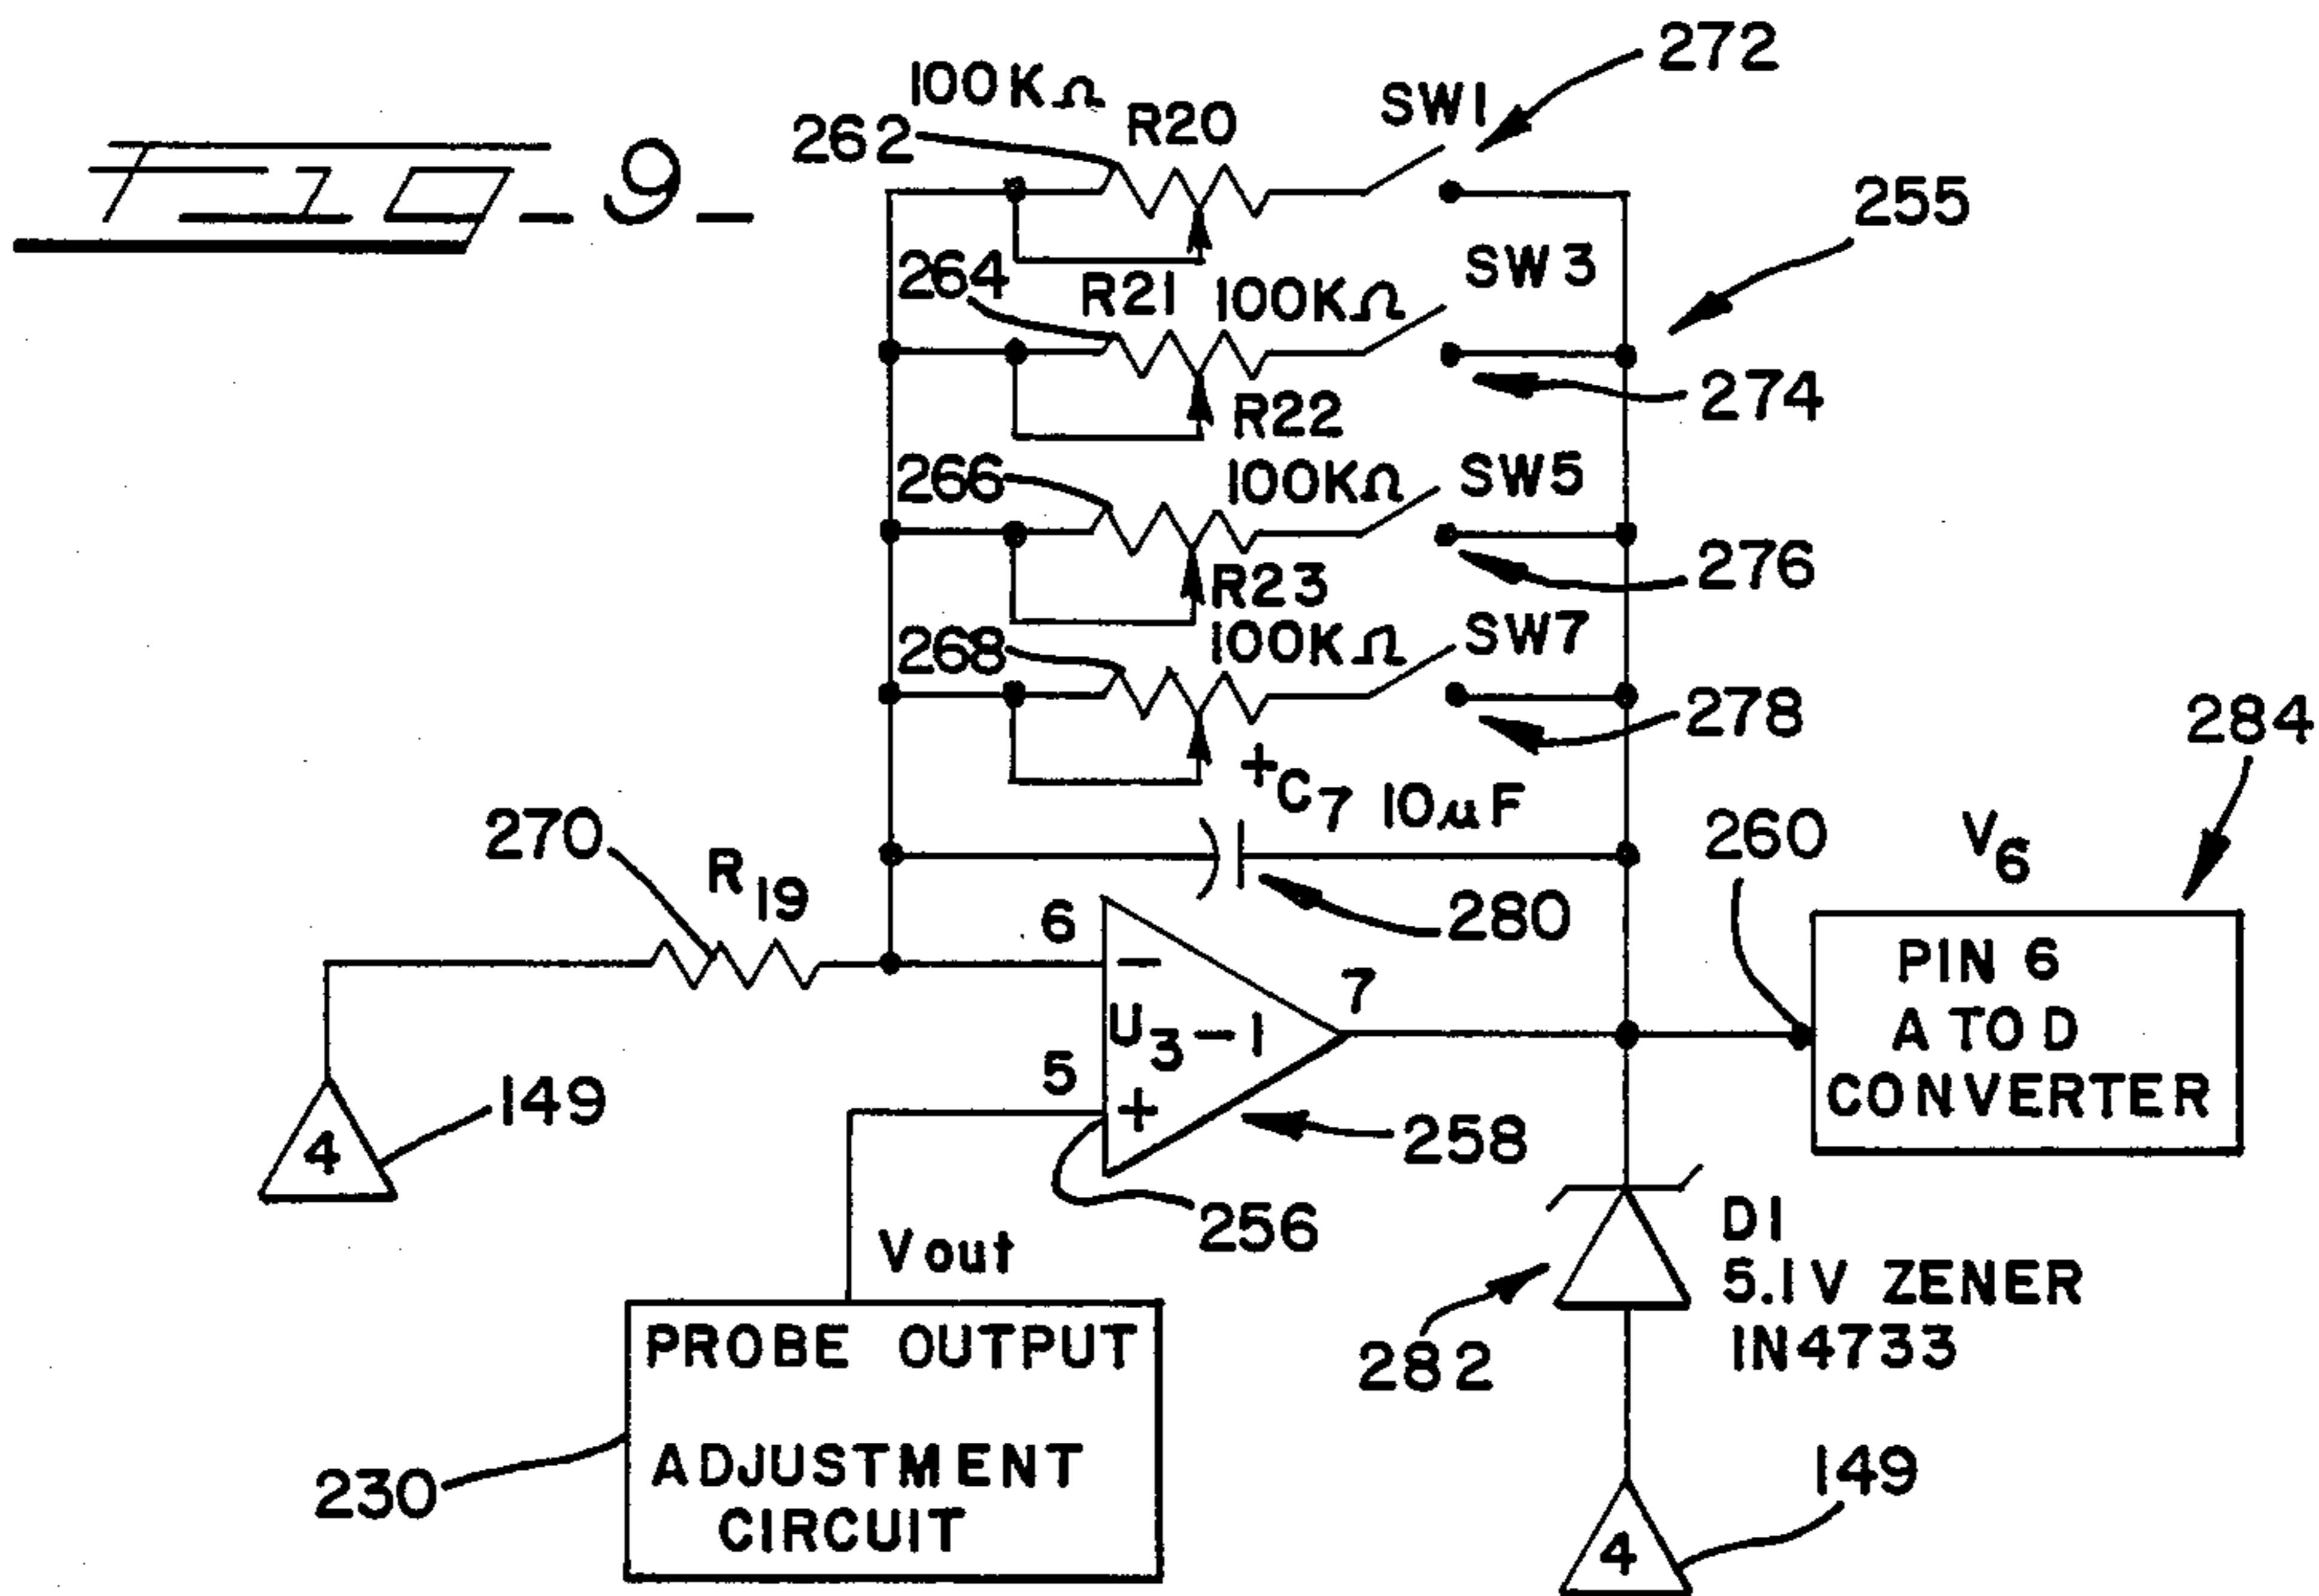 FIG_9_
272
100KΩ
SW1
262
R20
255
264
SW3
R21 100KΩ
274
R22
266
100KΩ
SW5
276
R23
268
100KΩ
SW7
278
284
+C7 10µF
270
260
V6
R19
6
280
PIN 6
A TO D
CONVERTER
−
7
U3-1
5
+
149
4
258
256
Vout
D1
5.1V ZENER
1N4733
282
PROBE OUTPUT
ADJUSTMENT
CIRCUIT
230
149
4